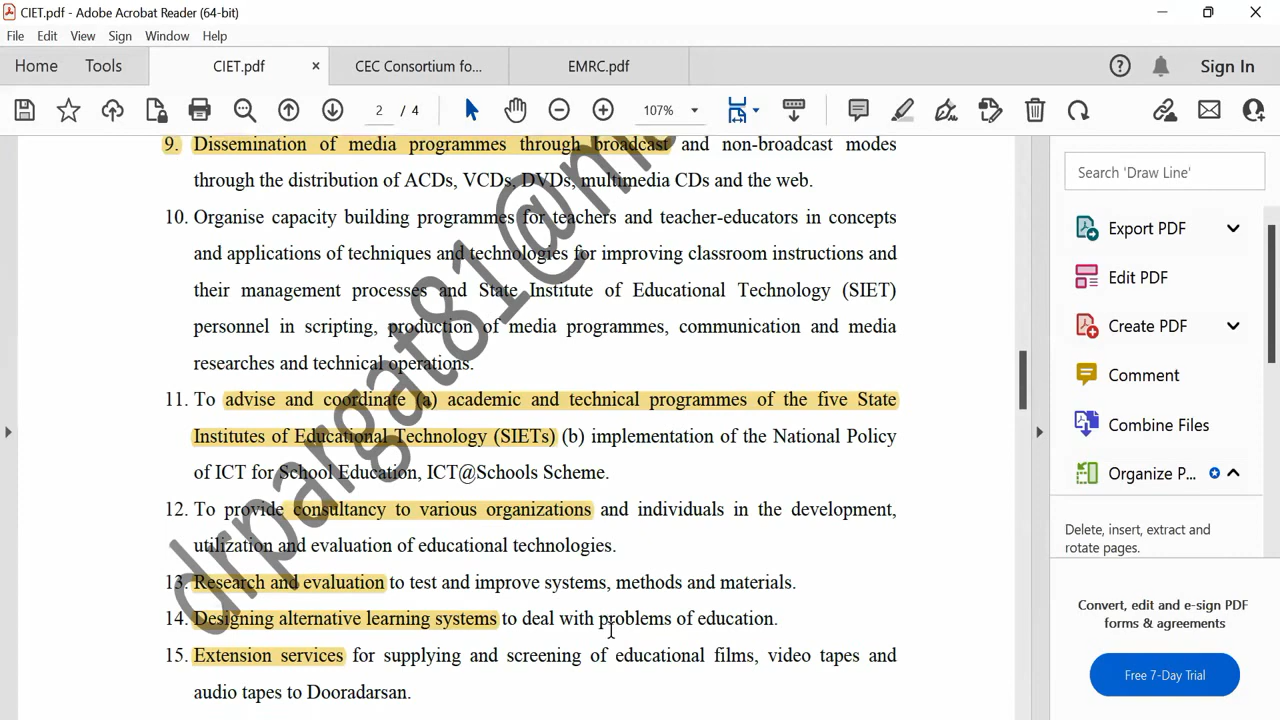 CIET.pdf - Adobe Acrobat Reader (64-bit)
File Edit View Sign Window Help
Home Tools CIET.pdf × CEC Consortium fo... EMRC.pdf Sign In
2 / 4 107%
9. Dissemination of media programmes through broadcast and non-broadcast modes
through the distribution of ACDs, VCDs, DVDs, multimedia CDs and the web.
10. Organise capacity building programmes for teachers and teacher-educators in concepts
and applications of techniques and technologies for improving classroom instructions and
their management processes and State Institute of Educational Technology (SIET)
personnel in scripting, production of media programmes, communication and media
researches and technical operations.
11. To advise and coordinate (a) academic and technical programmes of the five State
Institutes of Educational Technology (SIETs) (b) implementation of the National Policy
of ICT for School Education, ICT@Schools Scheme.
12. To provide consultancy to various organizations and individuals in the development,
utilization and evaluation of educational technologies.
13. Research and evaluation to test and improve systems, methods and materials.
14. Designing alternative learning systems to deal with problems of education.
15. Extension services for supplying and screening of educational films, video tapes and
audio tapes to Dooradarsan.
Search 'Draw Line'
Export PDF
Edit PDF
Create PDF
Comment
Combine Files
Organize P...
Delete, insert, extract and
rotate pages.
Convert, edit and e-sign PDF
forms & agreements
Free 7-Day Trial